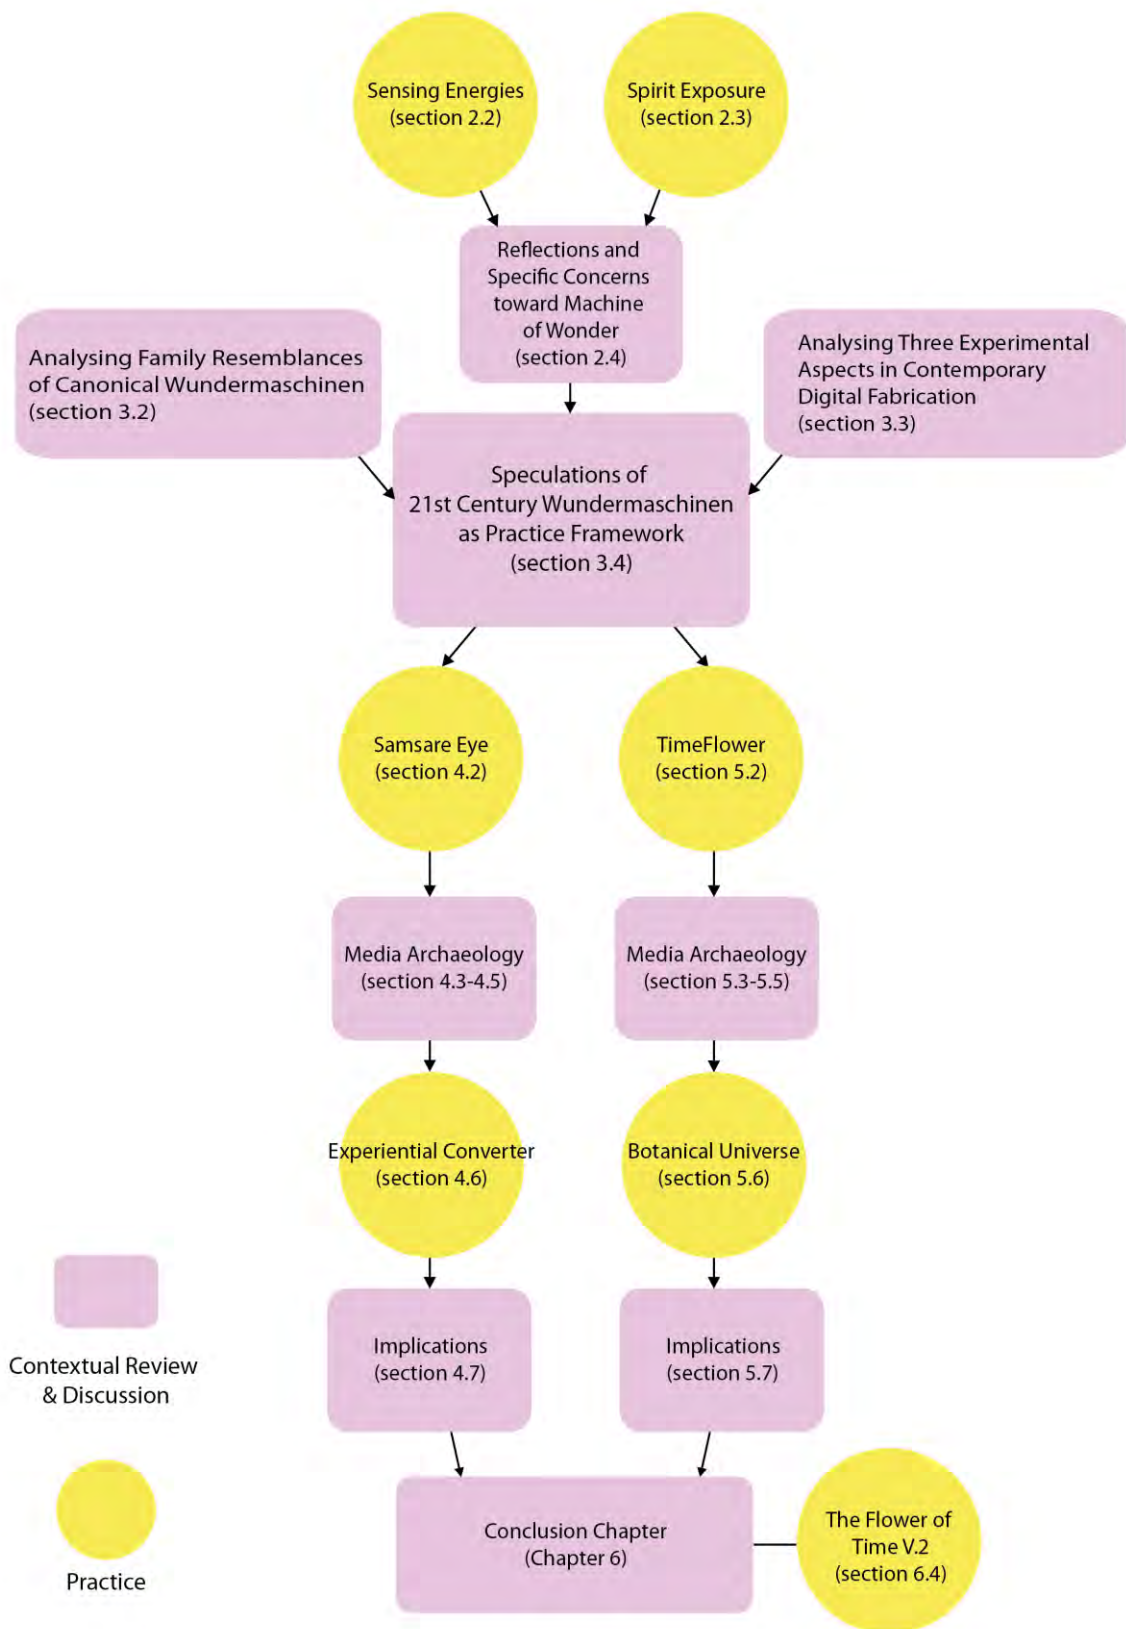 Sensing Energies
(section 2.2)
Spirit Exposure
(section 2.3)
Reflections and
Specific Concerns
toward Machine
of Wonder
(section 2.4)
Analysing Family Resemblances
of Canonical Wundermaschinen
(section 3.2)
Analysing Three Experimental
Aspects in Contemporary
Digital Fabrication
(section 3.3)
Speculations of
21st Century Wundermaschinen
as Practice Framework
(section 3.4)
Samsare Eye
(section 4.2)
TimeFlower
(section 5.2)
Media Archaeology
(section 4.3-4.5)
Media Archaeology
(section 5.3-5.5)
Experiential Converter
(section 4.6)
Botanical Universe
(section 5.6)
Implications
(section 4.7)
Implications
(section 5.7)
Contextual Review
& Discussion
Conclusion Chapter
(Chapter 6)
The Flower of
Time V.2
(section 6.4)
Practice